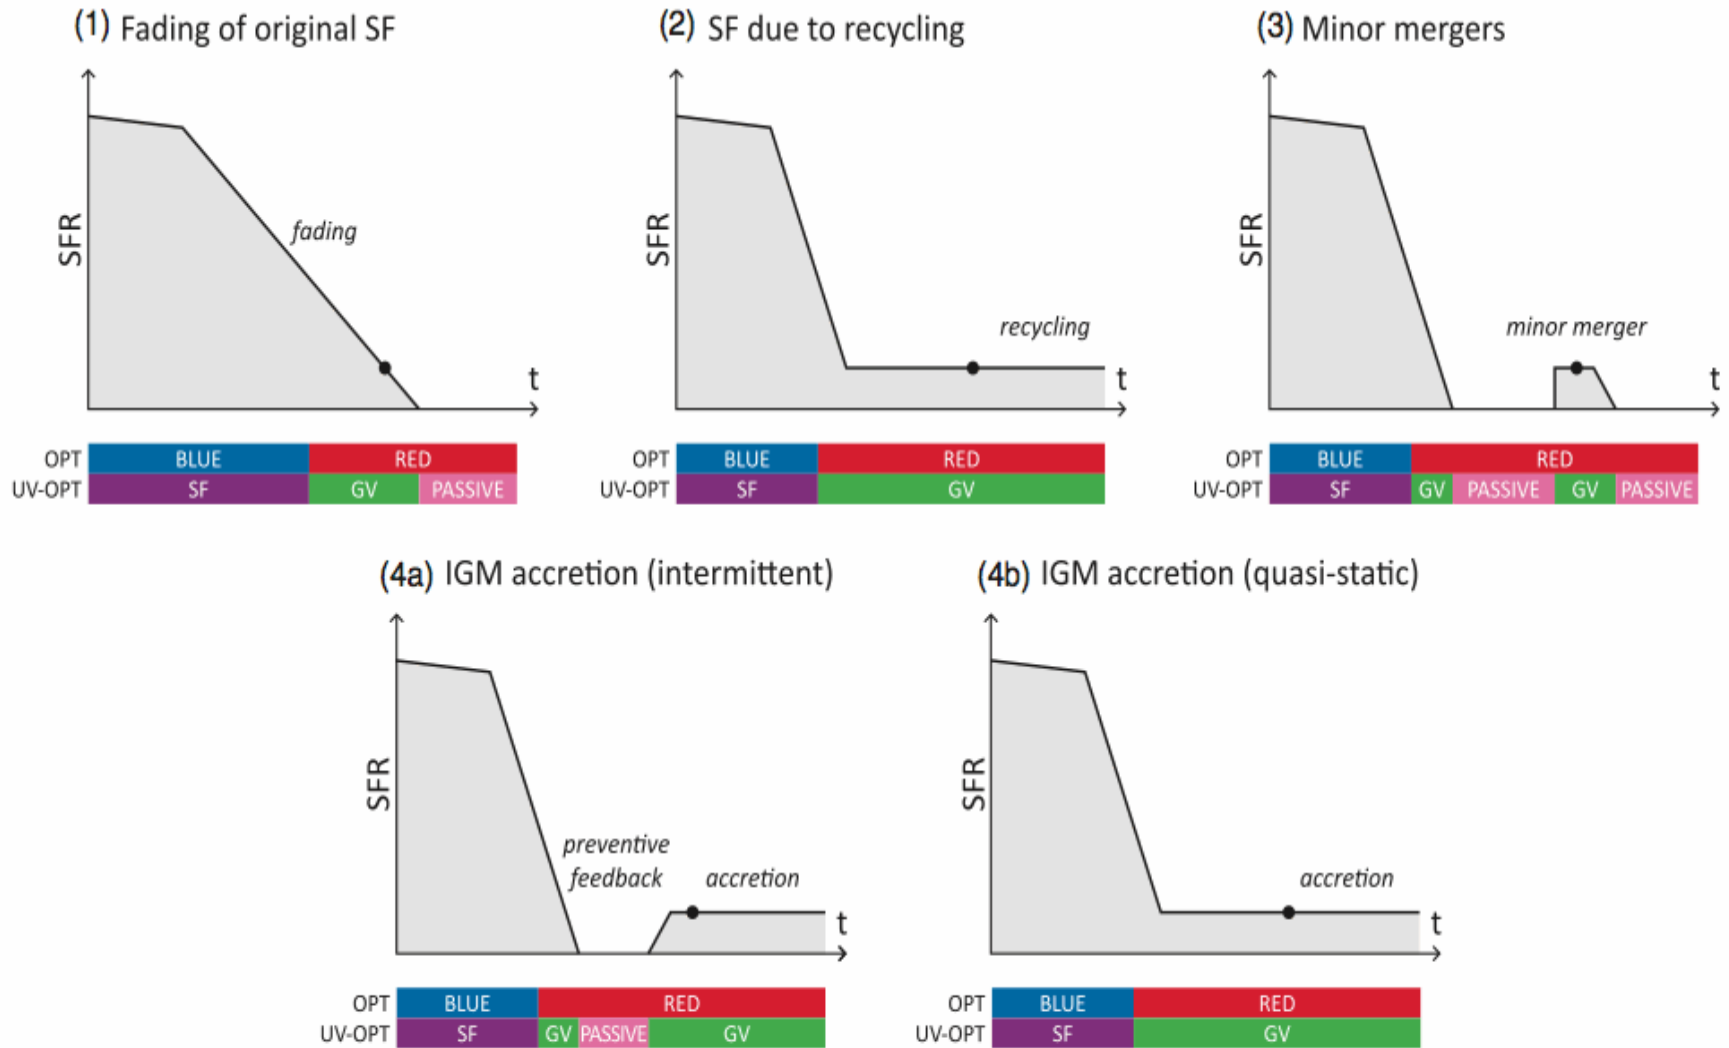 (1) Fading of original SF
SFR
fading
t
OPT BLUE RED
UV-OPT SF GV PASSIVE
(2) SF due to recycling
SFR
recycling
t
OPT BLUE RED
UV-OPT SF GV
(3) Minor mergers
SFR
minor merger
t
OPT BLUE RED
UV-OPT SF GV PASSIVE GV PASSIVE
(4a) IGM accretion (intermittent)
SFR
preventive
feedback
accretion
t
OPT BLUE RED
UV-OPT SF GV PASSIVE GV
(4b) IGM accretion (quasi-static)
SFR
accretion
t
OPT BLUE RED
UV-OPT SF GV